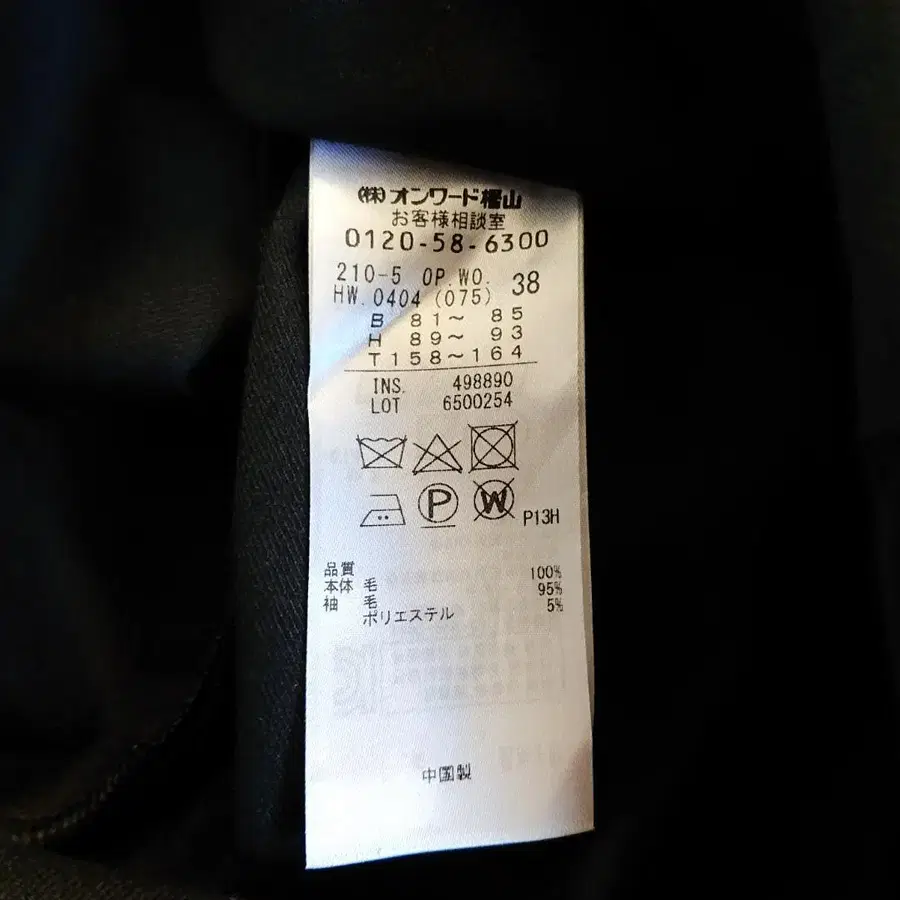 (株)オンワード樫山
お客様相談室
0120-58-6300
210-5 OP.WO. 38
HW.0404 (075)
B 81~ 85
H 89~ 93
T158~164
INS. 498890
LOT 6500254
P W P13H
品質
本体 毛 100%
袖 毛 95%
ポリエステル 5%
中国製